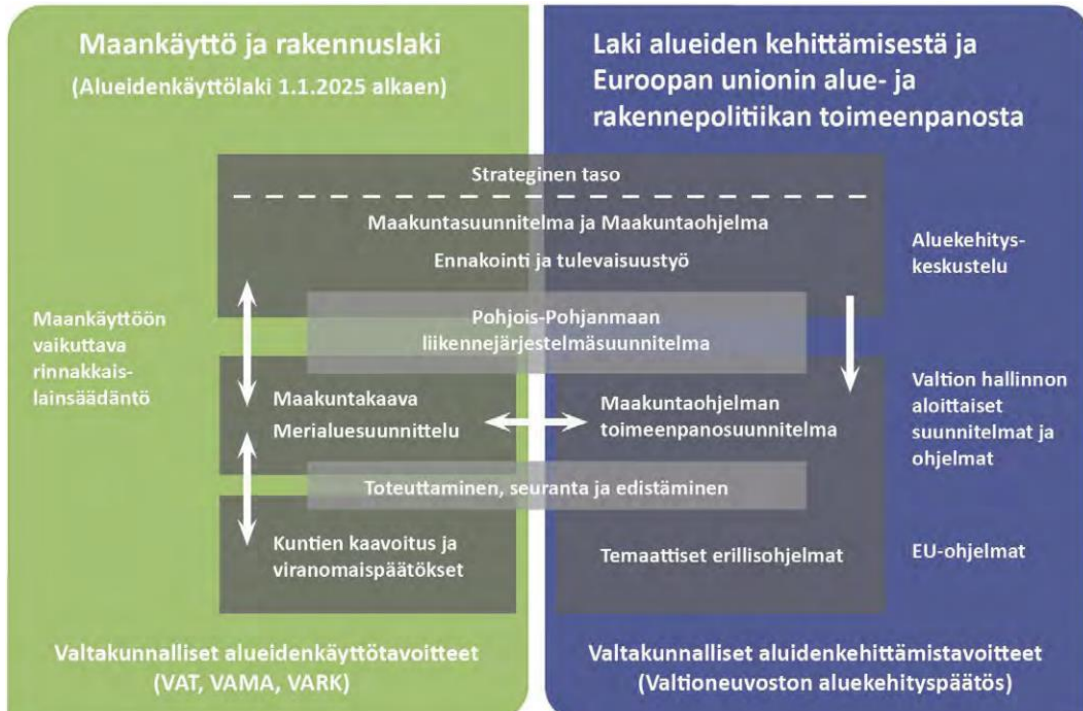 Maankäyttö ja rakennuslaki
(Alueidenkäyttölaki 1.1.2025 alkaen)
Laki alueiden kehittämisestä ja
Euroopan unionin alue- ja
rakennepolitiikan toimeenpanosta
Strateginen taso
Maakuntasuunnitelma ja Maakuntaohjelma
Ennakointi ja tulevaisuustyö
Aluekehitys-
keskustelu
Maankäyttöön
vaikuttava
rinnakkais-
lainsäädäntö
Pohjois-Pohjanmaan
liikennejärjestelmäsuunnitelma
Maakuntakaava
Merialuesuunnittelu
Maakuntaohjelman
toimeenpanosuunnitelma
Valtion hallinnon
aloittaiset
suunnitelmat ja
ohjelmat
Toteuttaminen, seuranta ja edistäminen
Kuntien kaavoitus ja
viranomaispäätökset
Temaattiset erillisohjelmat
EU-ohjelmat
Valtakunnalliset alueidenkäyttötavoitteet
(VAT, VAMA, VARK)
Valtakunnalliset aluidenkehittämistavoitteet
(Valtioneuvoston aluekehityspäätös)